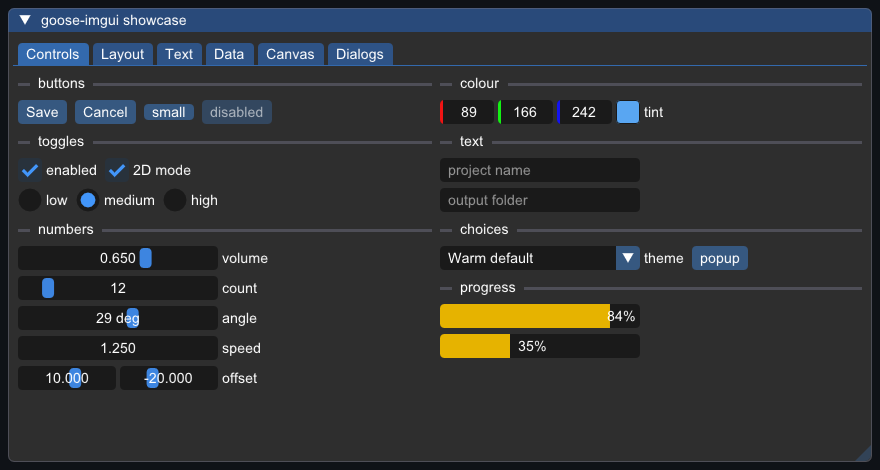 goose-imgui showcase
Controls Layout Text Data Canvas Dialogs
buttons
Save Cancel small disabled
toggles
enabled 2D mode
low medium high
numbers
0.650 volume
12 count
29 deg angle
1.250 speed
10.000 -20.000 offset
colour
89 166 242 tint
text
project name
output folder
choices
Warm default theme popup
progress
84%
35%